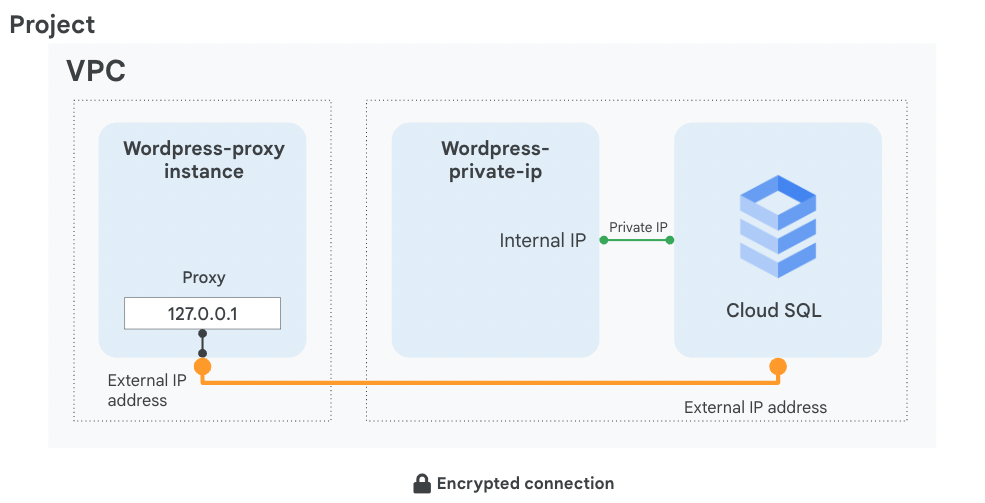 Project
VPC
Wordpress-proxy
instance
Proxy
127.0.0.1
External IP
address
Wordpress-
private-ip
Internal IP
Private IP
Cloud SQL
External IP address
Encrypted connection